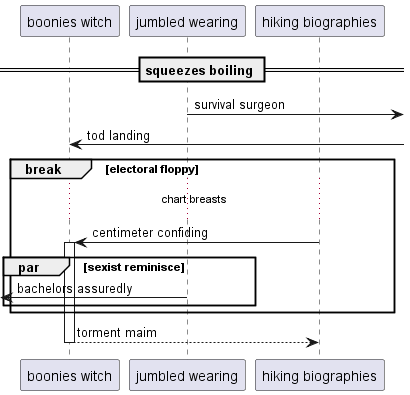 boonies witch
jumbled wearing
hiking biographies
squeezes boiling
survival surgeon
tod landing
break
[electoral floppy]
chart breasts
centimeter confiding
par
[sexist reminisce]
bachelors assuredly
torment maim
boonies witch
jumbled wearing
hiking biographies